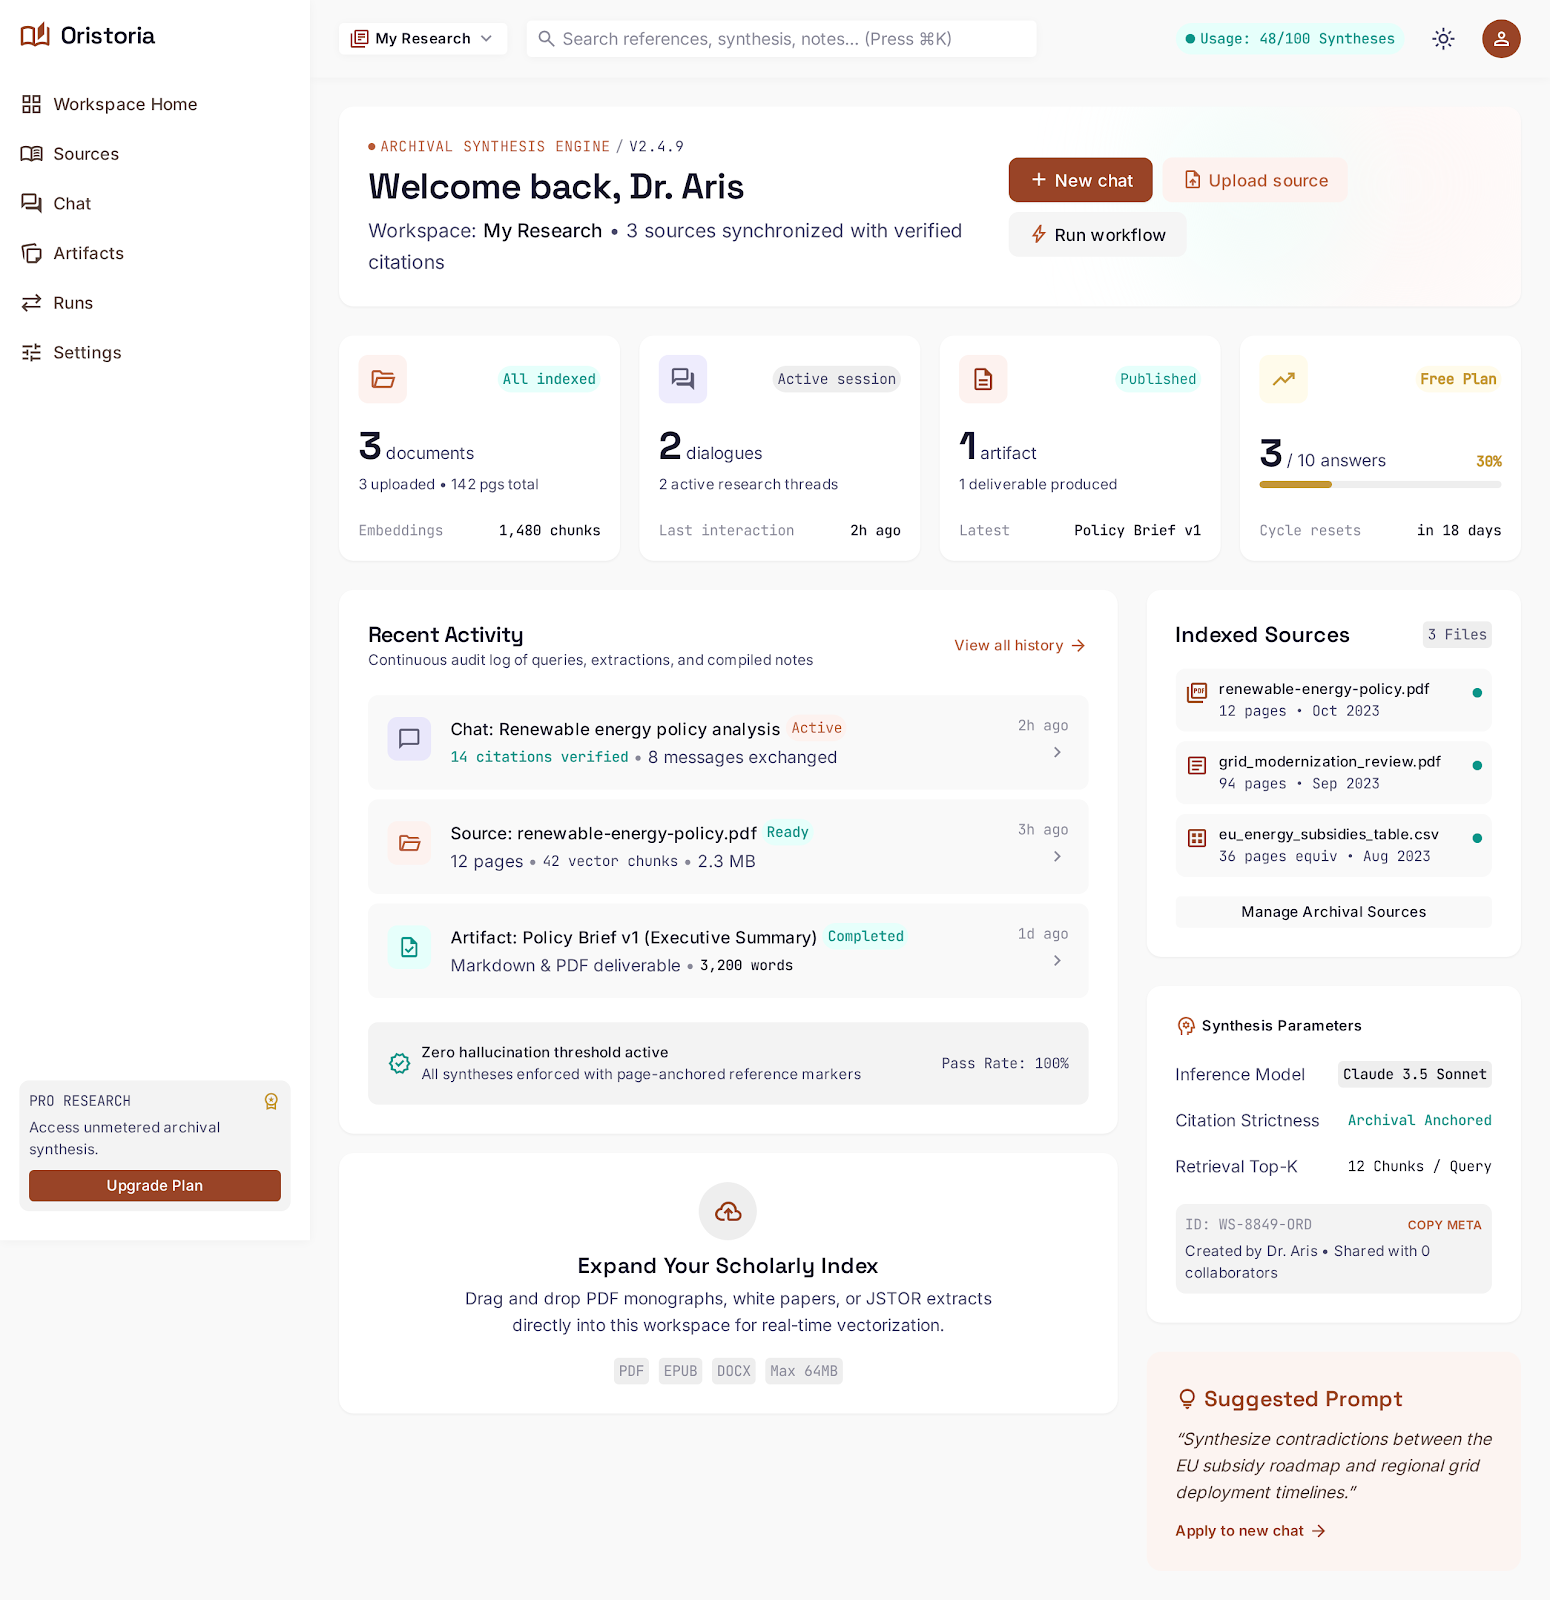 Oristoria
Workspace Home
Sources
Chat
Artifacts
Runs
Settings
PRO RESEARCH
Access unmetered archival
synthesis.
Upgrade Plan
My Research
Search references, synthesis, notes... (Press ⌘K)
Usage: 48/100 Syntheses
ARCHIVAL SYNTHESIS ENGINE / V2.4.9
Welcome back, Dr. Aris
Workspace: My Research • 3 sources synchronized with verified
citations
New chat
Upload source
Run workflow
All indexed
3 documents
3 uploaded • 142 pgs total
Embeddings 1,480 chunks
Active session
2 dialogues
2 active research threads
Last interaction 2h ago
Published
1 artifact
1 deliverable produced
Latest Policy Brief v1
Free Plan
3 / 10 answers 30%
Cycle resets in 18 days
Recent Activity
Continuous audit log of queries, extractions, and compiled notes
View all history
Chat: Renewable energy policy analysis Active
14 citations verified • 8 messages exchanged
2h ago
Source: renewable-energy-policy.pdf Ready
12 pages • 42 vector chunks • 2.3 MB
3h ago
Artifact: Policy Brief v1 (Executive Summary) Completed
Markdown & PDF deliverable • 3,200 words
1d ago
Zero hallucination threshold active
All syntheses enforced with page-anchored reference markers
Pass Rate: 100%
Expand Your Scholarly Index
Drag and drop PDF monographs, white papers, or JSTOR extracts
directly into this workspace for real-time vectorization.
PDF EPUB DOCX Max 64MB
Indexed Sources 3 Files
PDF
renewable-energy-policy.pdf
12 pages • Oct 2023
grid_modernization_review.pdf
94 pages • Sep 2023
eu_energy_subsidies_table.csv
36 pages equiv • Aug 2023
Manage Archival Sources
Synthesis Parameters
Inference Model Claude 3.5 Sonnet
Citation Strictness Archival Anchored
Retrieval Top-K 12 Chunks / Query
ID: WS-8849-ORD COPY META
Created by Dr. Aris • Shared with 0
collaborators
Suggested Prompt
“Synthesize contradictions between the
EU subsidy roadmap and regional grid
deployment timelines.”
Apply to new chat